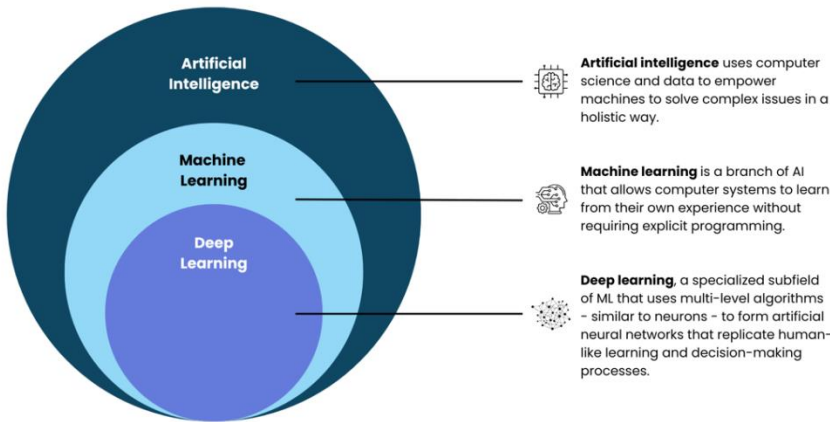 Artificial
Intelligence
Machine
Learning
Deep
Learning
Artificial intelligence uses computer
science and data to empower
machines to solve complex issues in a
holistic way.
Machine learning is a branch of AI
that allows computer systems to learn
from their own experience without
requiring explicit programming.
Deep learning, a specialized subfield
of ML that uses multi-level algorithms
- similar to neurons - to form artificial
neural networks that replicate human-
like learning and decision-making
processes.